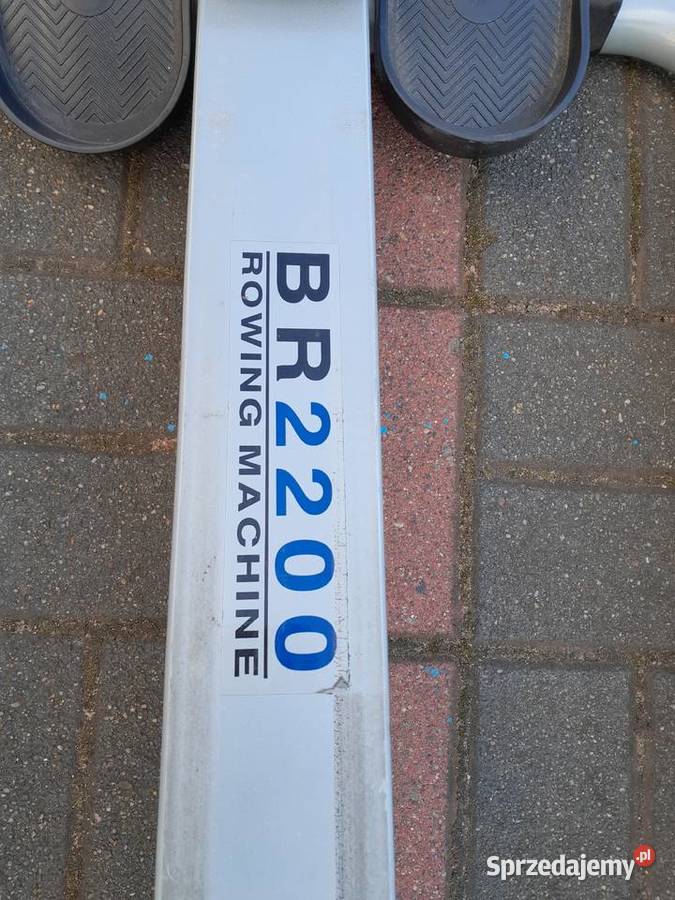 BR2200
ROWING MACHINE
Sprzedajemy.pl